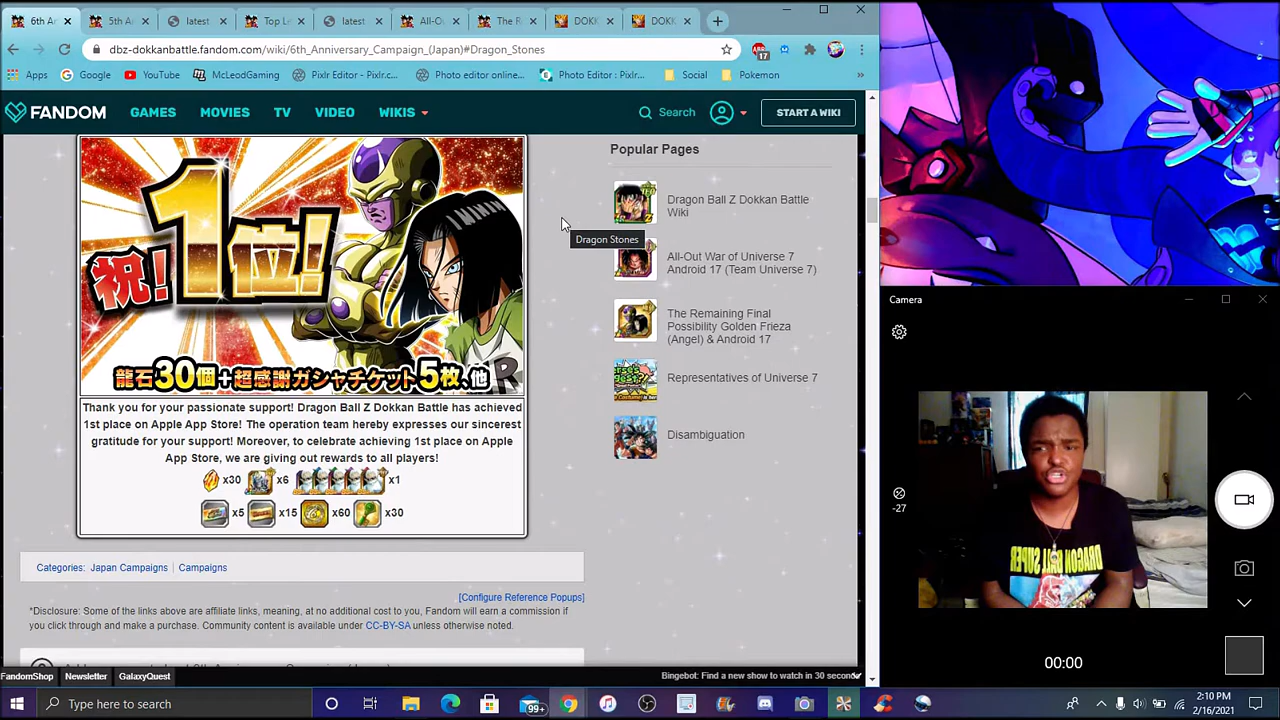 6th An
5th An
latest
Top Le
latest
All-Ou
The R
DOKK
DOKK
dbz-dokkanbattle.fandom.com/wiki/6th_Anniversary_Campaign_(Japan)#Dragon_Stones
17
Apps
Google
YouTube
McLeodGaming
Pixlr Editor - Pixlr.c...
Photo editor online...
Photo Editor : Pixlr...
Social
Pokemon
»
FANDOM
GAMES
MOVIES
TV
VIDEO
WIKIS
Search
START A WIKI
祝!1位!
龍石30個+超感謝ガシャチケット5枚、他
Thank you for your passionate support! Dragon Ball Z Dokkan Battle has achieved
1st place on Apple App Store! The operation team hereby expresses our sincerest
gratitude for your support! Moreover, to celebrate achieving 1st place on Apple
App Store, we are giving out rewards to all players!
x30 x6 x1
x5 x15 x60 x30
Popular Pages
Dragon Ball Z Dokkan Battle
Wiki
Dragon Stones
All-Out War of Universe 7
Android 17 (Team Universe 7)
The Remaining Final
Possibility Golden Frieza
(Angel) & Android 17
Representatives of Universe 7
Disambiguation
Categories: Japan Campaigns Campaigns
[Configure Reference Popups]
*Disclosure: Some of the links above are affiliate links, meaning, at no additional cost to you, Fandom will earn a commission if
you click through and make a purchase. Community content is available under CC-BY-SA unless otherwise noted.
FandomShop
Newsletter
GalaxyQuest
Bingebot: Find a new show to watch in 30 second
Camera
-27
DRAGON BALL
SUPER
00:00
Type here to search
99+
2:10 PM
2/16/2021